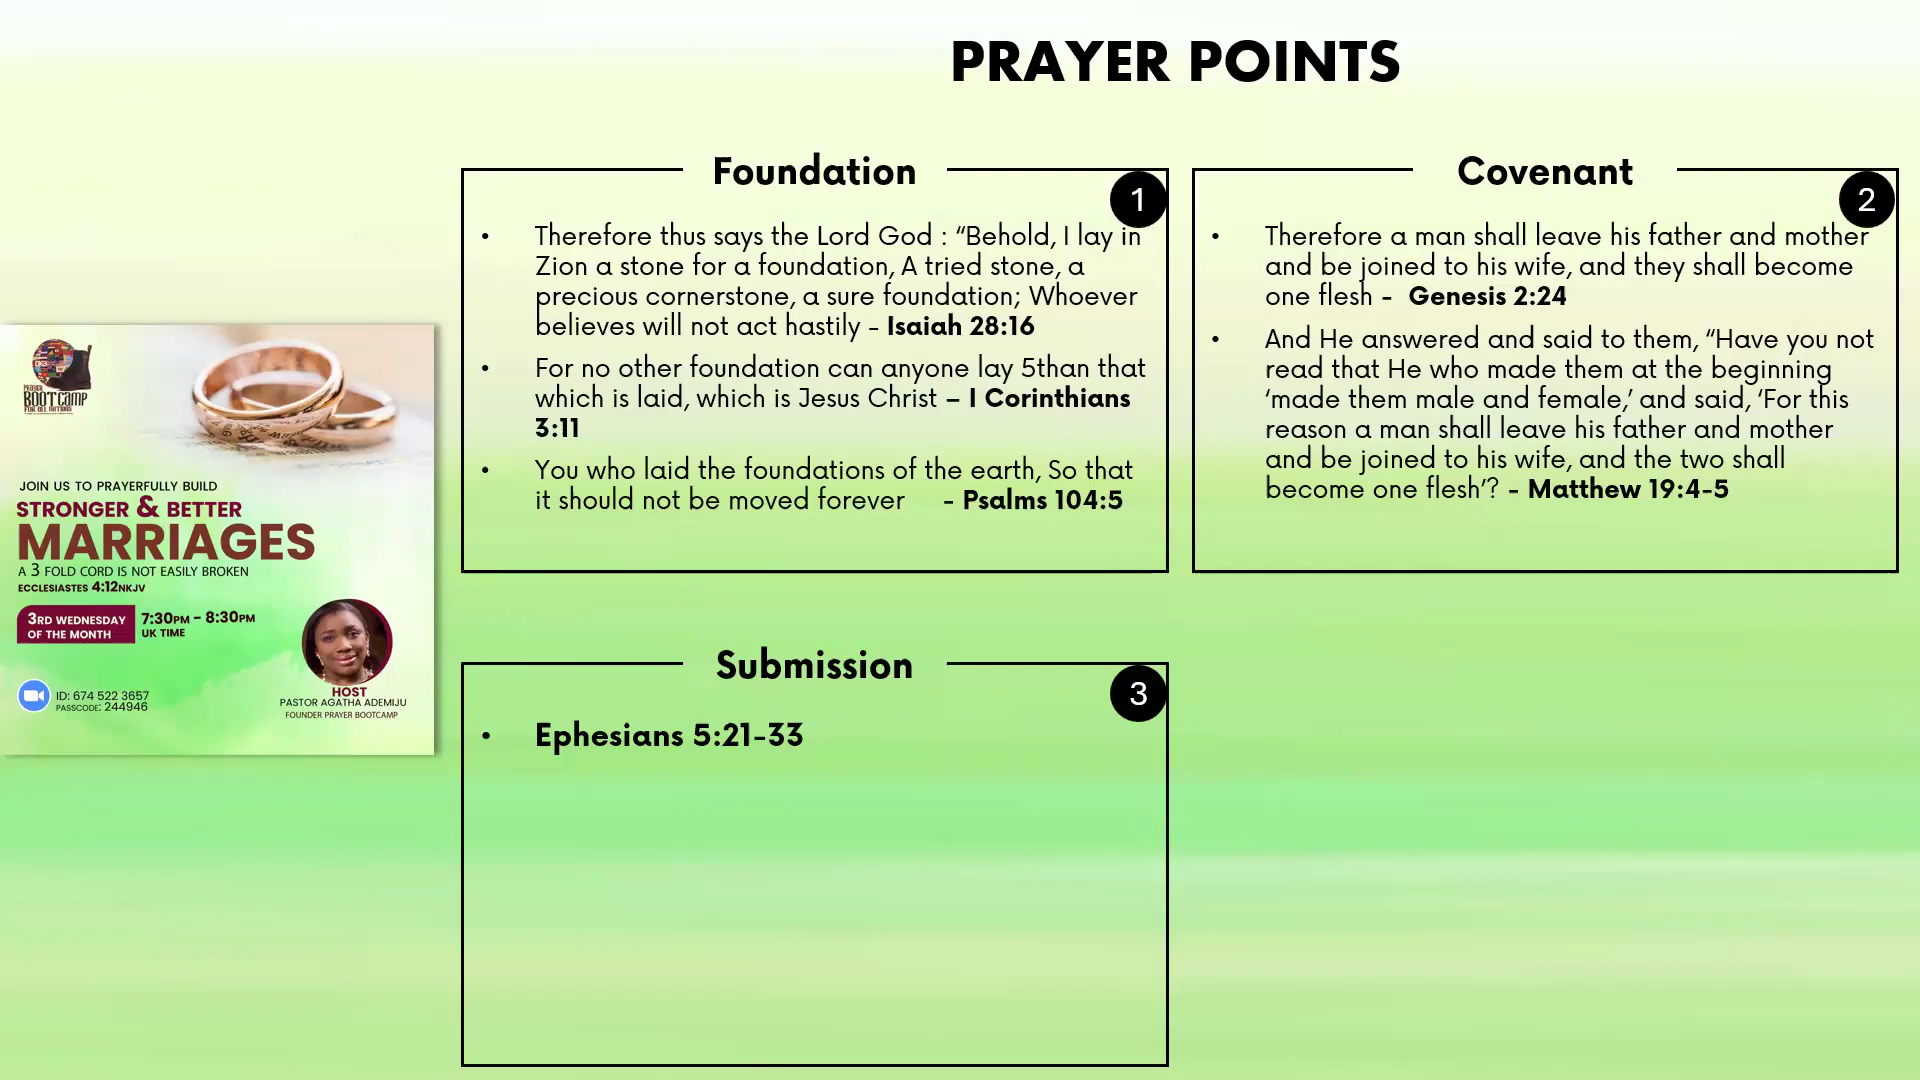 PRAYER POINTS
Foundation
1
• Therefore thus says the Lord God : “Behold, I lay in
Zion a stone for a foundation, A tried stone, a
precious cornerstone, a sure foundation; Whoever
believes will not act hastily - Isaiah 28:16
• For no other foundation can anyone lay 5than that
which is laid, which is Jesus Christ – I Corinthians
3:11
• You who laid the foundations of the earth, So that
it should not be moved forever - Psalms 104:5
Covenant
2
• Therefore a man shall leave his father and mother
and be joined to his wife, and they shall become
one flesh - Genesis 2:24
• And He answered and said to them, “Have you not
read that He who made them at the beginning
‘made them male and female,’ and said, ‘For this
reason a man shall leave his father and mother
and be joined to his wife, and the two shall
become one flesh’? - Matthew 19:4-5
Submission
3
• Ephesians 5:21-33
PRAYER
BOOTCAMP
FOR ALL NATIONS
JOIN US TO PRAYERFULLY BUILD
STRONGER & BETTER
MARRIAGES
A 3 FOLD CORD IS NOT EASILY BROKEN
ECCLESIASTES 4:12NKJV
3RD WEDNESDAY
OF THE MONTH
7:30PM - 8:30PM
UK TIME
ID: 674 522 3657
PASSCODE: 244946
HOST
PASTOR AGATHA ADEMIJU
FOUNDER PRAYER BOOTCAMP